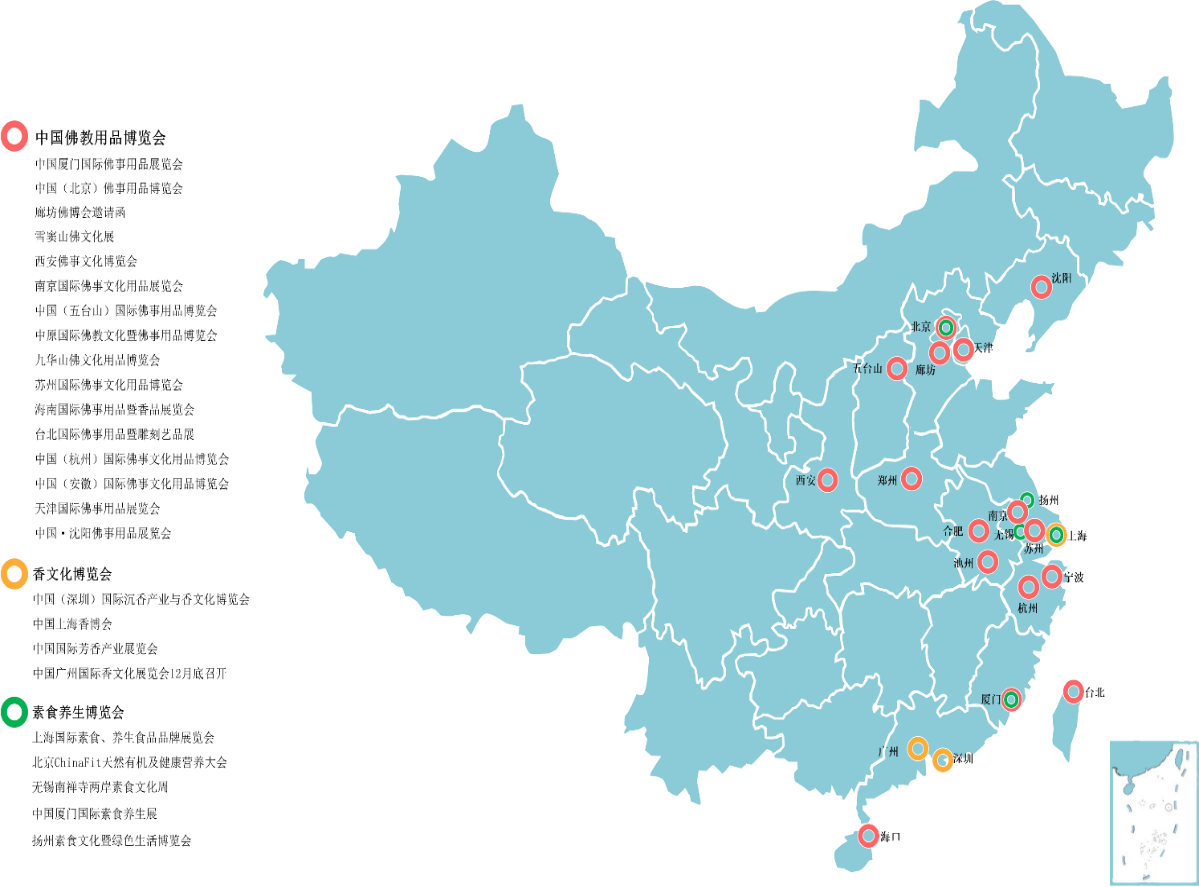 中国佛教用品博览会
中国厦门国际佛事用品展览会
中国（北京）佛事用品博览会
廊坊佛博会邀请函
雪窦山佛文化展
西安佛事文化博览会
南京国际佛事文化用品展览会
中国（五台山）国际佛事用品博览会
中原国际佛教文化暨佛事用品博览会
九华山佛文化用品博览会
苏州国际佛事文化用品博览会
海南国际佛事用品暨香品展览会
台北国际佛事用品暨雕刻艺品展
中国（杭州）国际佛事文化用品博览会
中国（安徽）国际佛事文化用品博览会
天津国际佛事用品展览会
中国·沈阳佛事用品展览会
香文化博览会
中国（深圳）国际沉香产业与香文化博览会
中国上海香博会
中国国际芳香产业展览会
中国广州国际香文化展览会12月底召开
素食养生博览会
上海国际素食、养生食品品牌展览会
北京ChinaFit天然有机及健康营养大会
无锡南禅寺两岸素食文化周
中国厦门国际素食养生展
扬州素食文化暨绿色生活博览会
沈阳
北京
天津
五台山
廊坊
西安
郑州
扬州
南京
合肥
无锡
上海
苏州
池州
宁波
杭州
厦门
台北
广州
深圳
海口